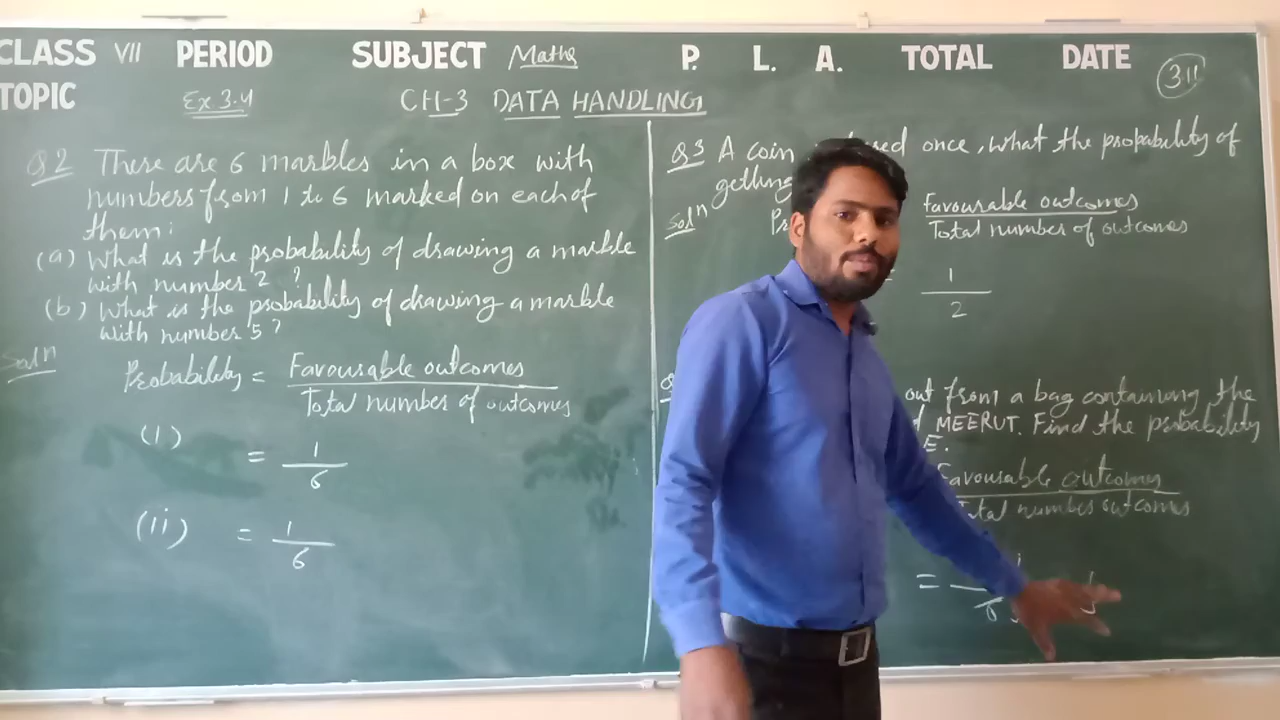 CLASS VII PERIOD SUBJECT Maths P. L. A. TOTAL DATE
TOPIC Ex.3.4 CH-3 DATA HANDLING 311
Q2 There are 6 marbles in a box with
numbers from 1 to 6 marked on each of
them:
(a) What is the probability of drawing a marble
with number 2 ?
(b) What is the probability of drawing a marble
with number 5 ?
Soln
Probability = Favourable outcomes
Total number of outcomes
(i) = 1
6
(ii) = 1
6
Q3 A coin once, what the probability of
getting
Soln Favourable outcomes
Total number of outcomes
= 1
2
out from a bag containing the
MEERUT. Find the probability
E.
Favourable outcomes
Total number outcomes
=
6